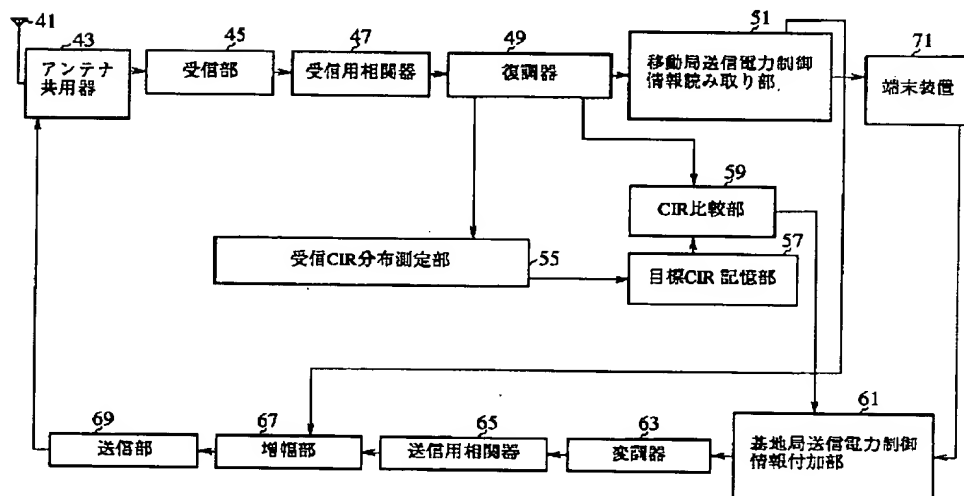 41
43
アンテナ
共用器
45
受信部
47
受信用相関器
49
復調器
51
移動局送信電力制御
情報読み取り部
71
端末装置
59
CIR比較部
57
目標CIR記憶部
受信CIR分布測定部
55
69
送信部
67
増幅部
65
送信用相関器
63
変調器
61
基地局送信電力制御
情報付加部